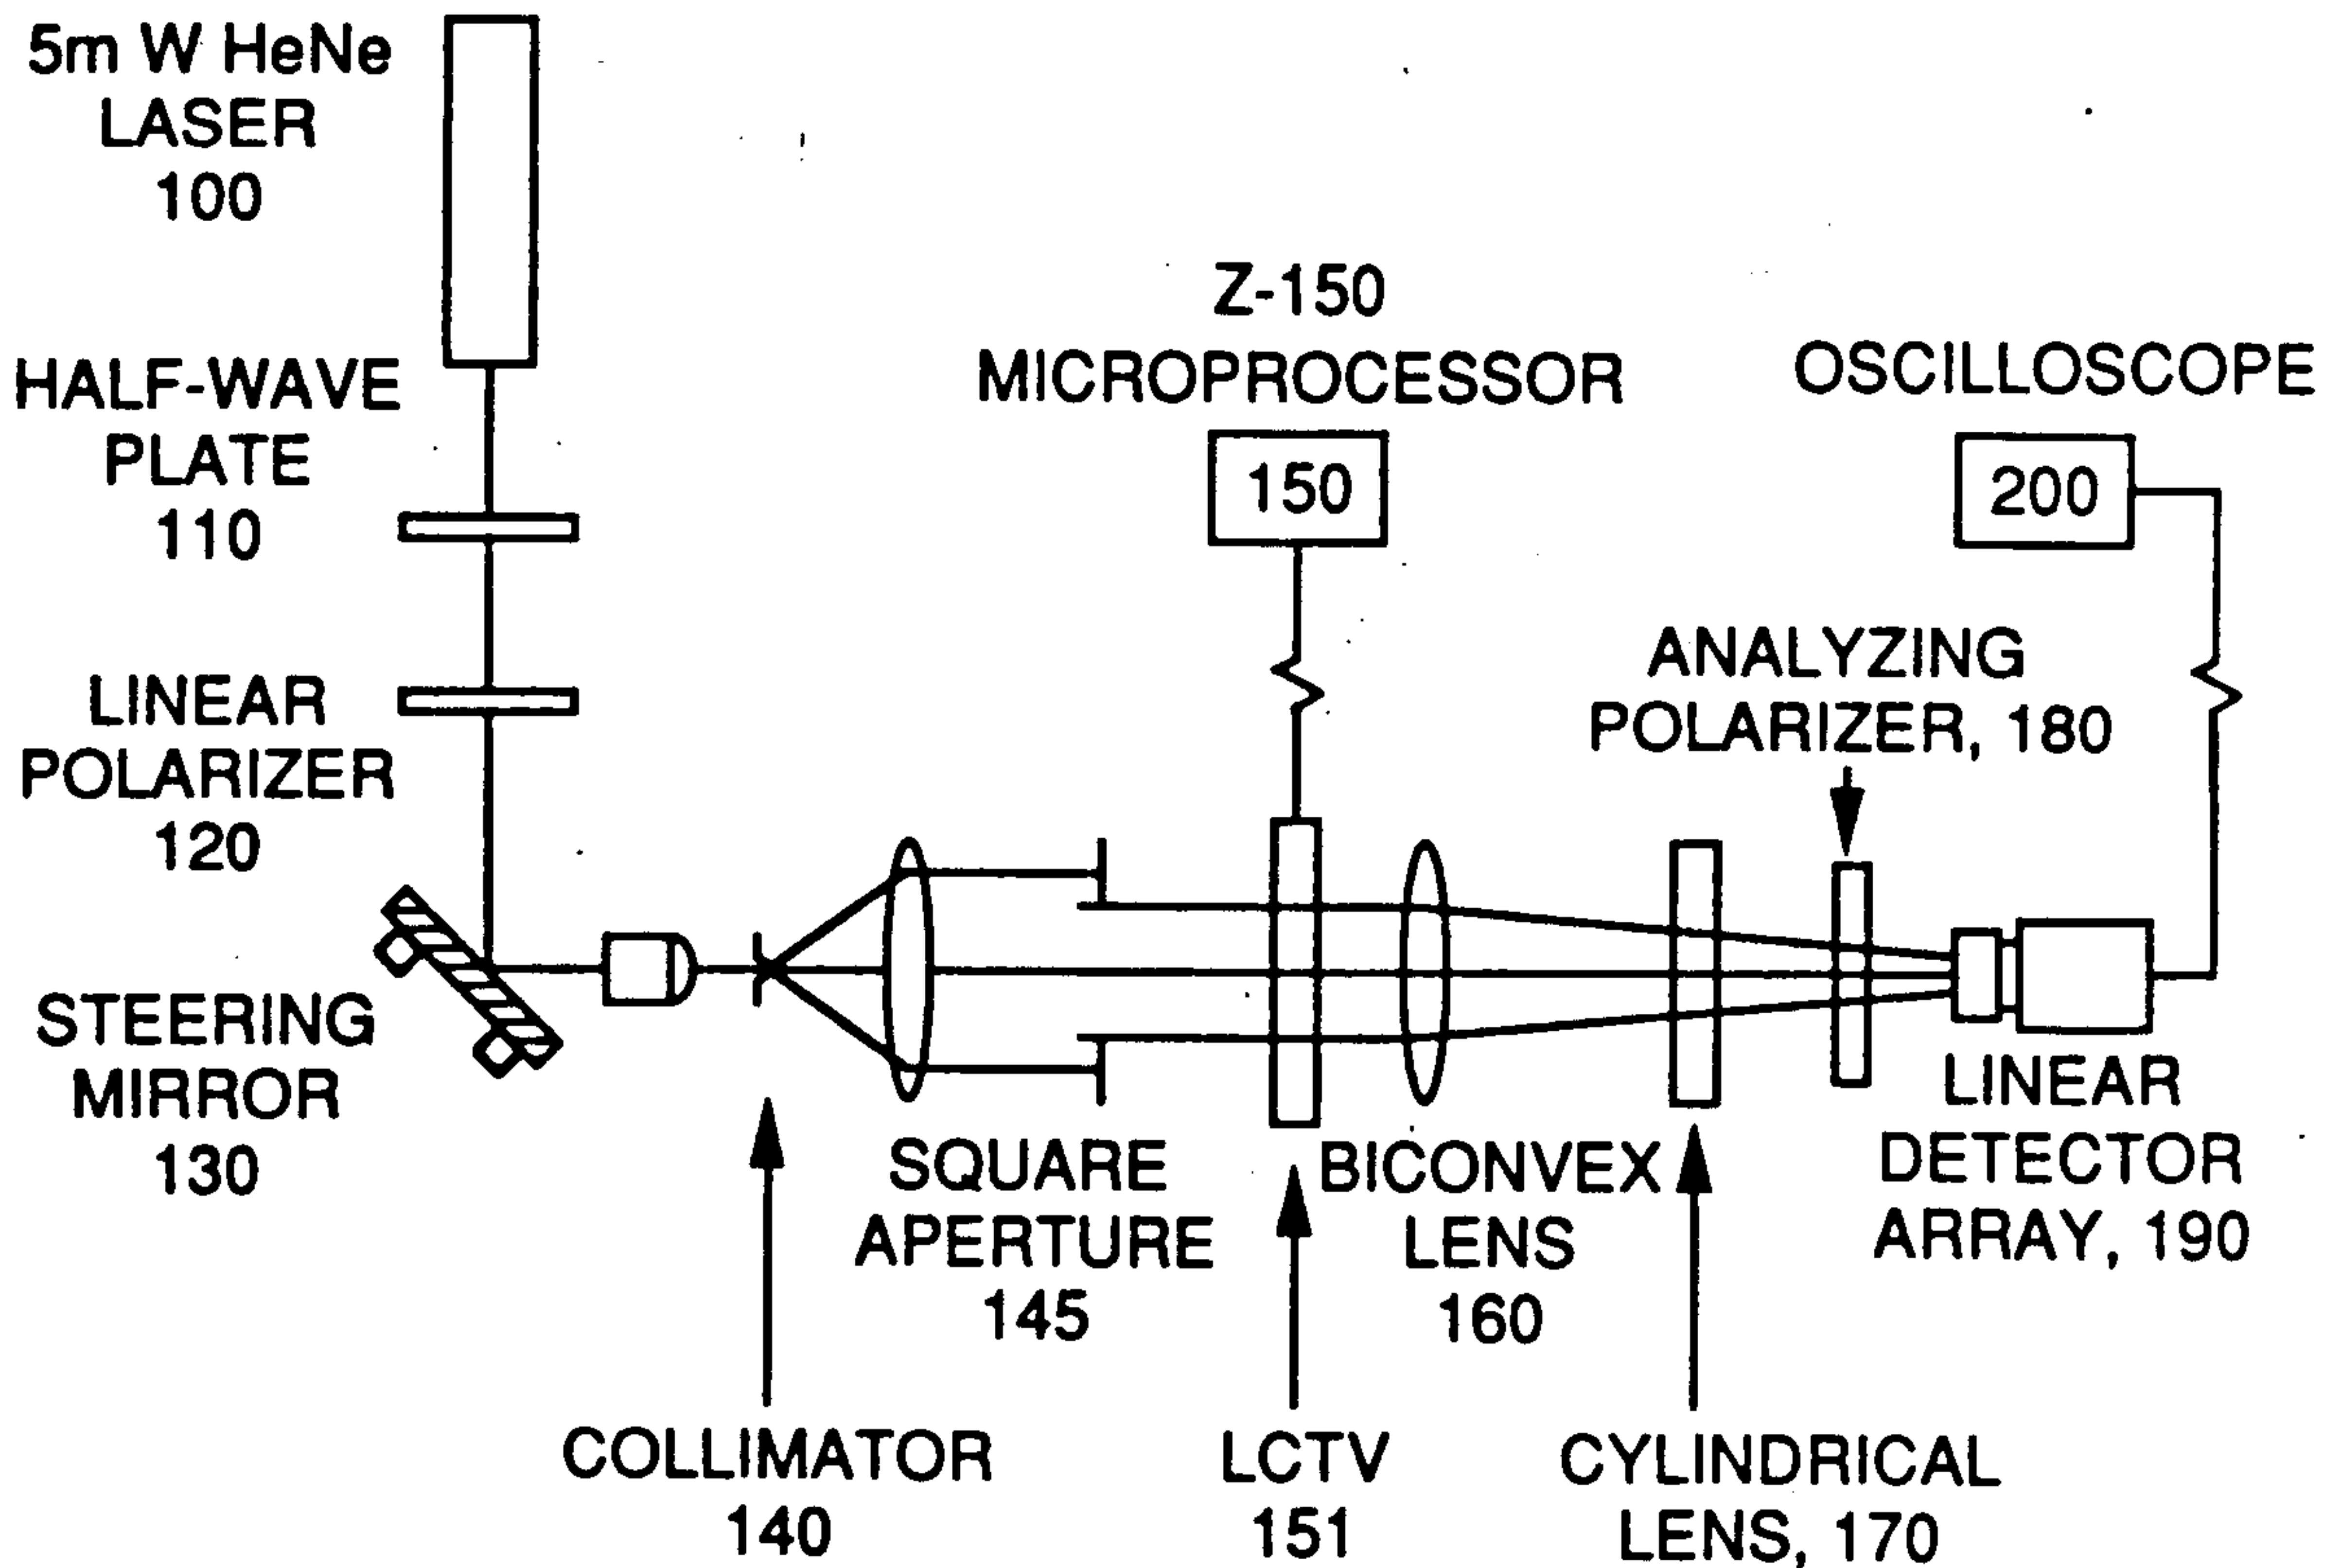 5m W HeNe
LASER
100
HALF-WAVE
PLATE
110
LINEAR
POLARIZER
120
STEERING
MIRROR
130
Z-150
MICROPROCESSOR
150
OSCILLOSCOPE
200
ANALYZING
POLARIZER, 180
SQUARE
APERTURE
145
BICONVEX
LENS
160
LINEAR
DETECTOR
ARRAY, 190
COLLIMATOR
140
LCTV
151
CYLINDRICAL
LENS, 170